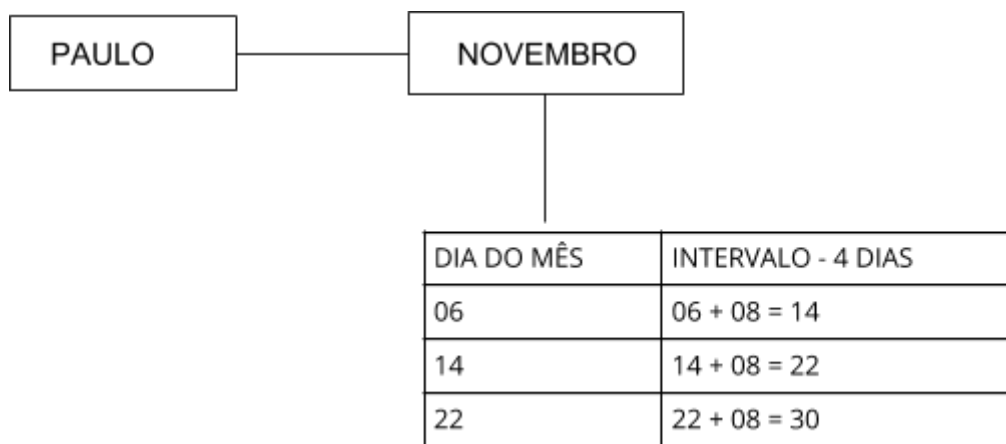 PAULO
NOVEMBRO
DIA DO MÊS INTERVALO - 4 DIAS
06 06 + 08 = 14
14 14 + 08 = 22
22 22 + 08 = 30